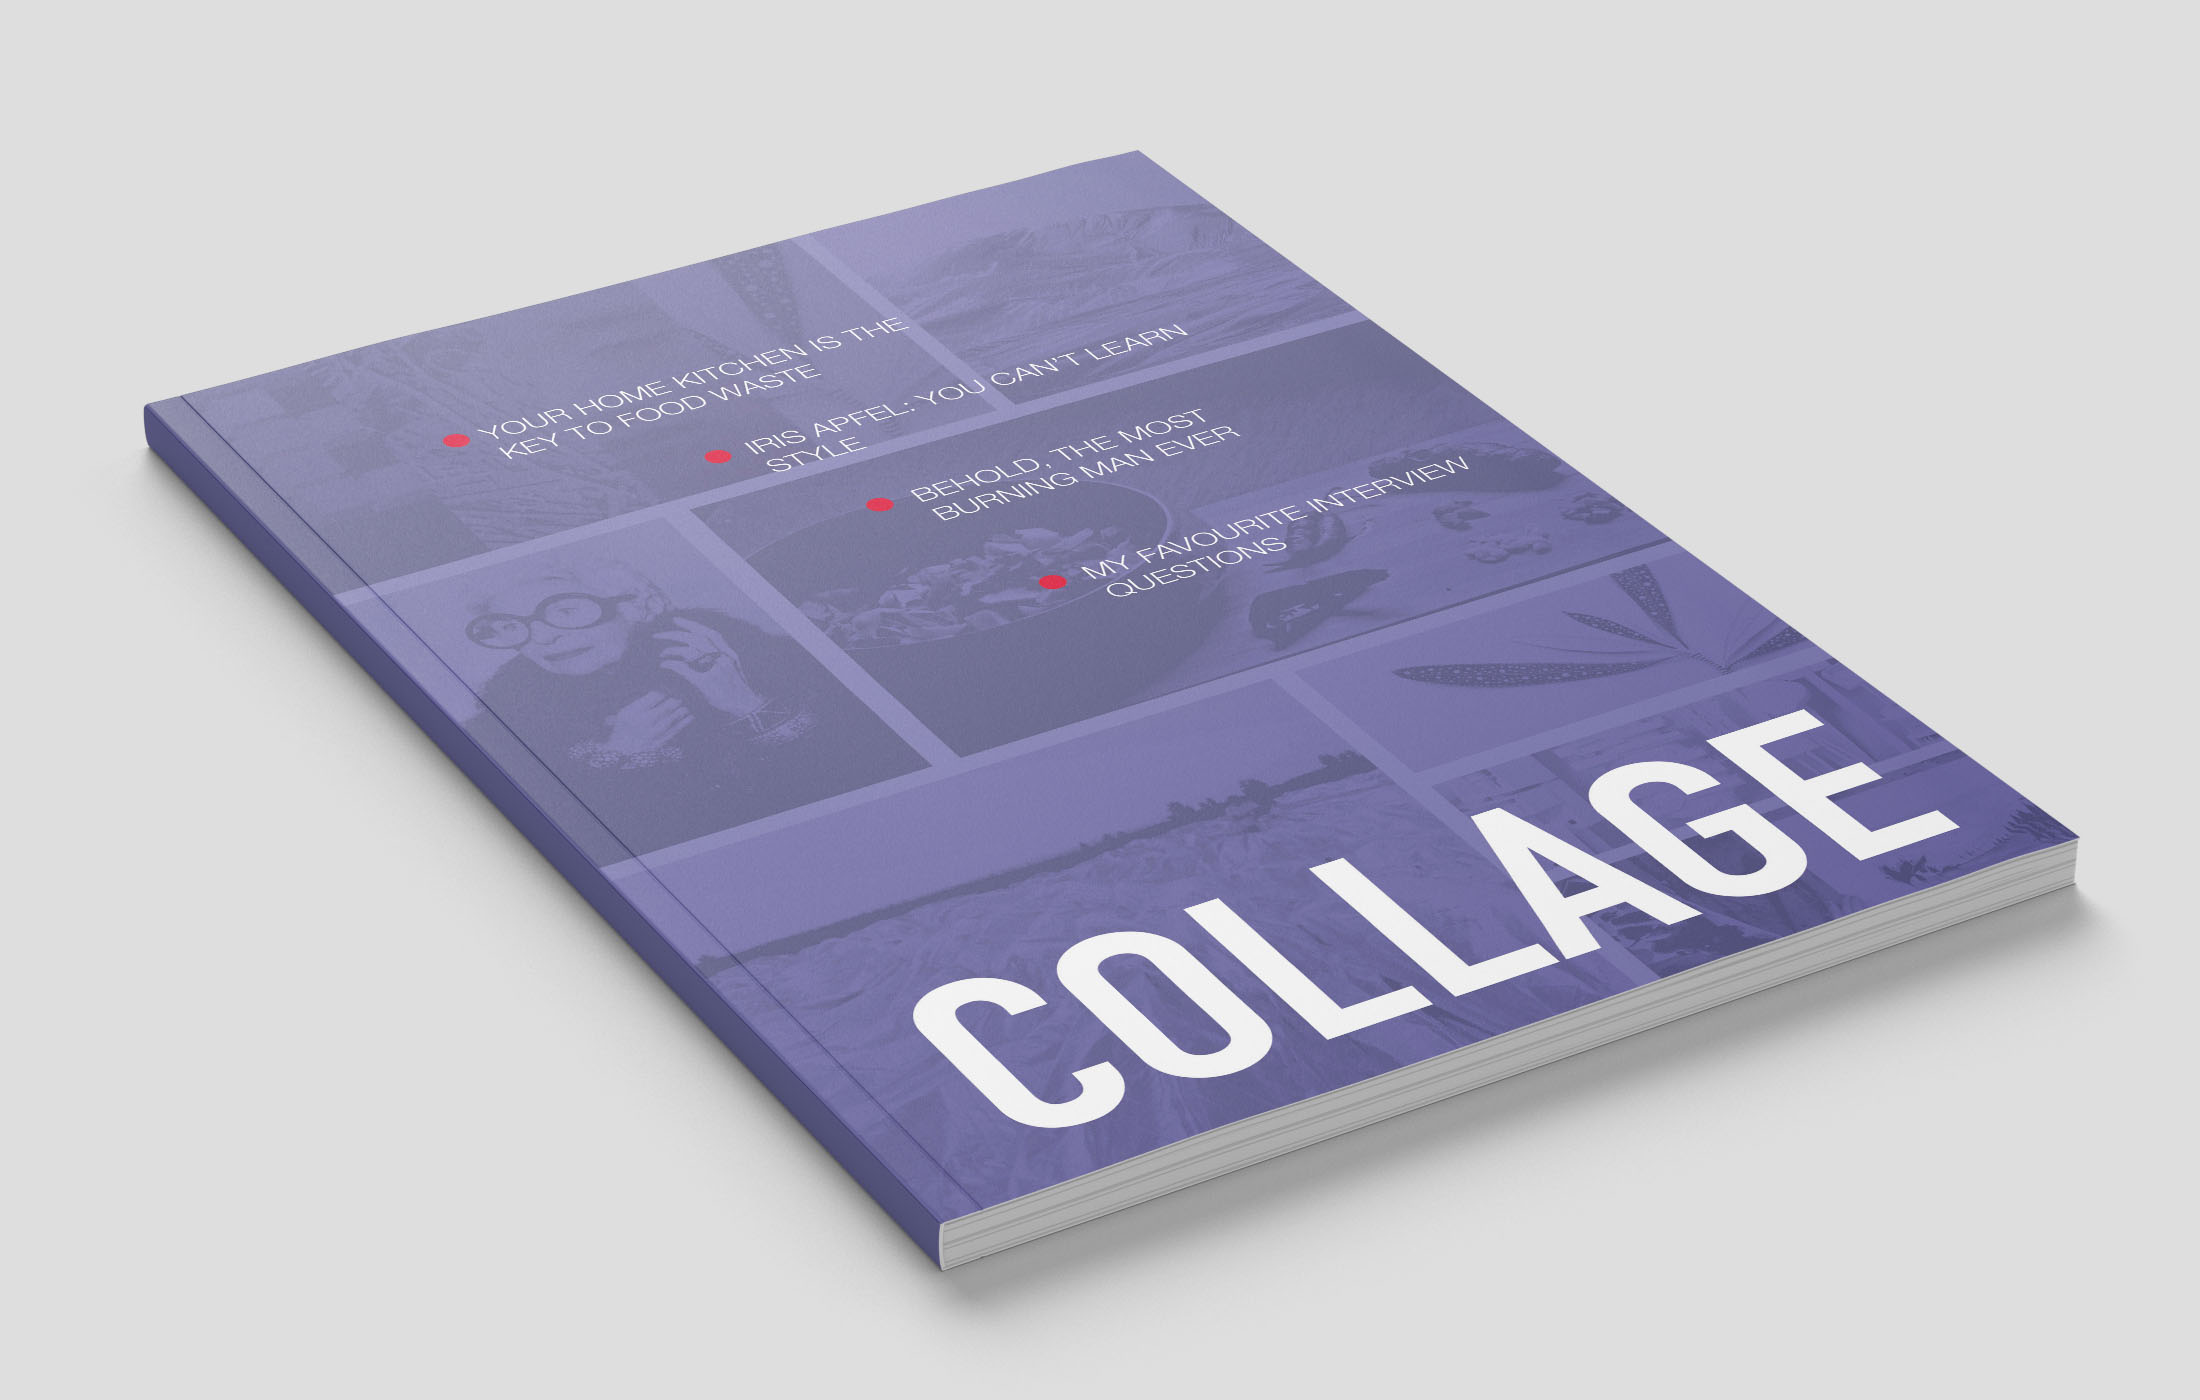 YOUR HOME KITCHEN IS THE
KEY TO FOOD WASTE
IRIS APFEL: YOU CAN'T LEARN
STYLE
BEHOLD, THE MOST
BURNING MAN EVER
MY FAVOURITE INTERVIEW
QUESTIONS
COLLAGE